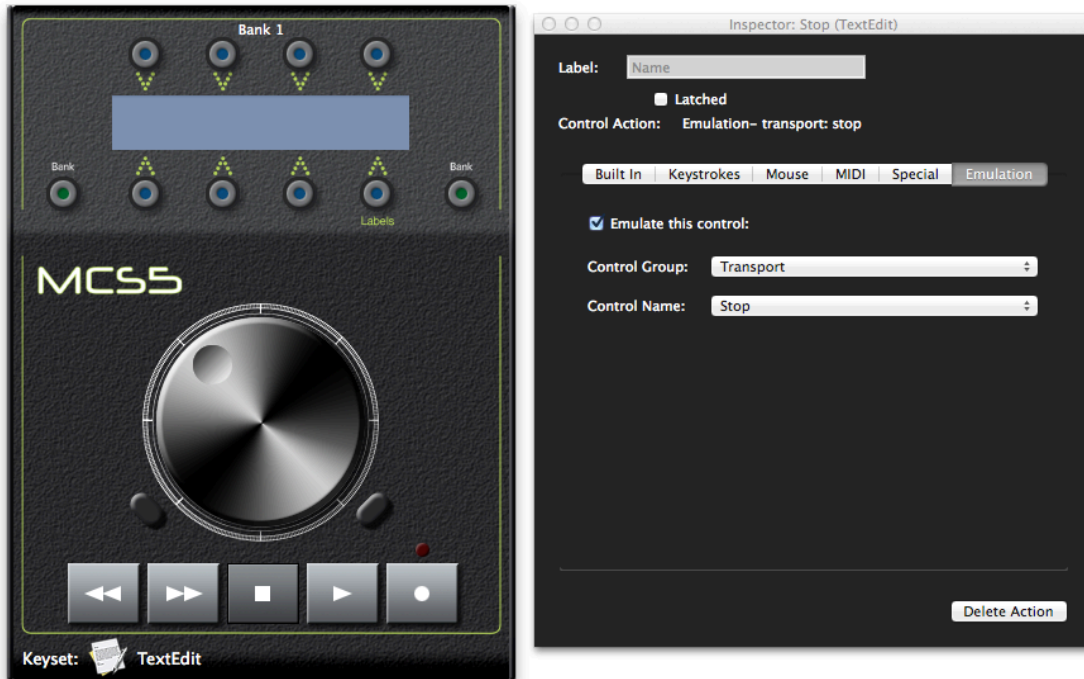 Bank 1
Bank
Bank
Labels
MCS5
Keyset: TextEdit
Inspector: Stop (TextEdit)
Label: Name
Latched
Control Action: Emulation- transport: stop
Built In Keystrokes Mouse MIDI Special Emulation
Emulate this control:
Control Group: Transport
Control Name: Stop
Delete Action